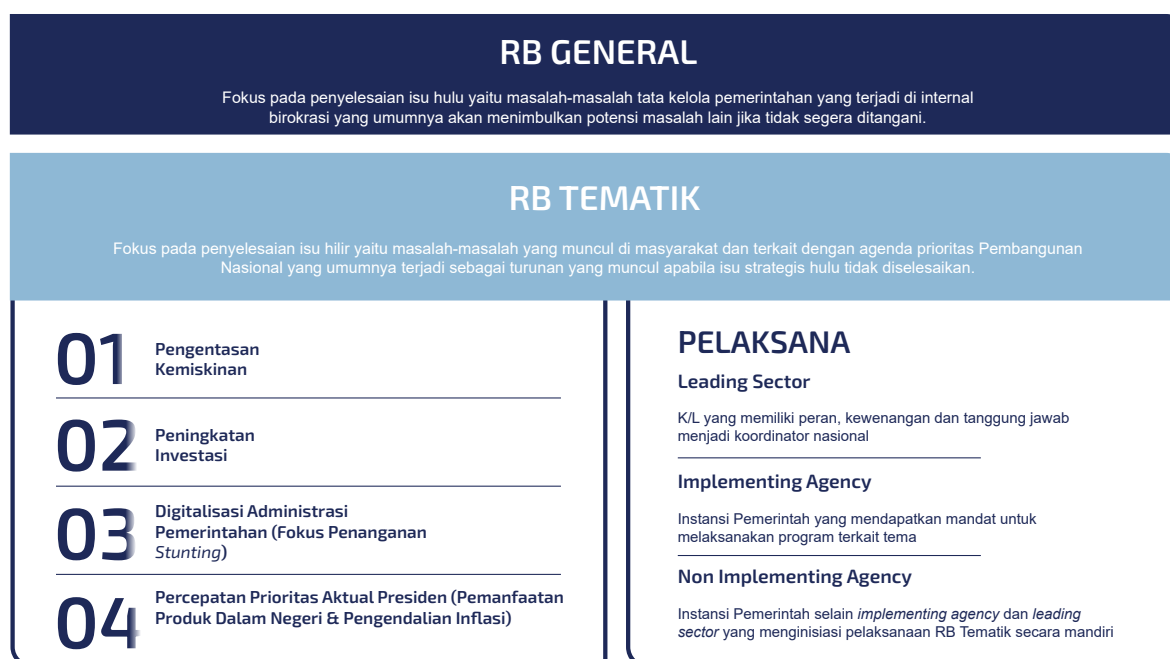 RB GENERAL
Fokus pada penyelesaian isu hulu yaitu masalah-masalah tata kelola pemerintahan yang terjadi di internal
birokrasi yang umumnya akan menimbulkan potensi masalah lain jika tidak segera ditangani.
RB TEMATIK
Fokus pada penyelesaian isu hilir yaitu masalah-masalah yang muncul di masyarakat dan terkait dengan agenda prioritas Pembangunan
Nasional yang umumnya terjadi sebagai turunan yang muncul apabila isu strategis hulu tidak diselesaikan.
01
Pengentasan
Kemiskinan
02
Peningkatan
Investasi
03
Digitalisasi Administrasi
Pemerintahan (Fokus Penanganan
Stunting)
04
Percepatan Prioritas Aktual Presiden (Pemanfaatan
Produk Dalam Negeri & Pengendalian Inflasi)
PELAKSANA
Leading Sector
K/L yang memiliki peran, kewenangan dan tanggung jawab
menjadi koordinator nasional
Implementing Agency
Instansi Pemerintah yang mendapatkan mandat untuk
melaksanakan program terkait tema
Non Implementing Agency
Instansi Pemerintah selain implementing agency dan leading
sector yang menginisiasi pelaksanaan RB Tematik secara mandiri